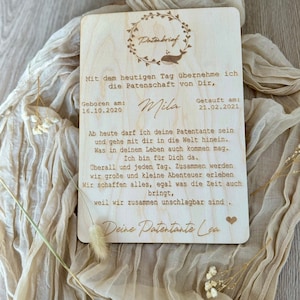 Patenbrief
Mit dem heutigen Tag übernehme ich
die Patenschaft von Dir,
Geboren am: Getauft am:
16.10.2020 Mila 21.02.2021
Ab heute darf ich deine Patentante sein
und gehe mit dir in die Welt hinein.
Was in deinem Leben auch kommen mag.
Ich bin für Dich da.
Überall und jeden Tag. Zusammen werden
wir große und kleine Abenteuer erleben.
Wir schaffen alles, egal was die Zeit auch
bringt,
weil wir zusammen unschlagbar sind .
Deine Patentante Lea